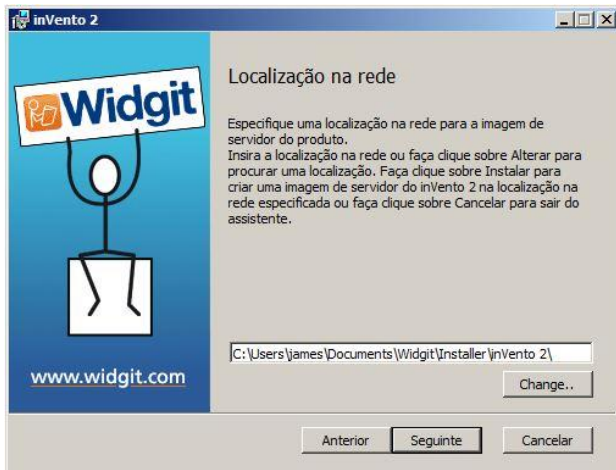 inVento 2
Widgit
www.widgit.com
Localização na rede
Especifique uma localização na rede para a imagem de
servidor do produto.
Insira a localização na rede ou faça clique sobre Alterar para
procurar uma localização. Faça clique sobre Instalar para
criar uma imagem de servidor do inVento 2 na localização na
rede especificada ou faça clique sobre Cancelar para sair do
assistente.
C:\Users\james\Documents\Widgit\Installer\inVento 2\
Change..
Anterior
Seguinte
Cancelar